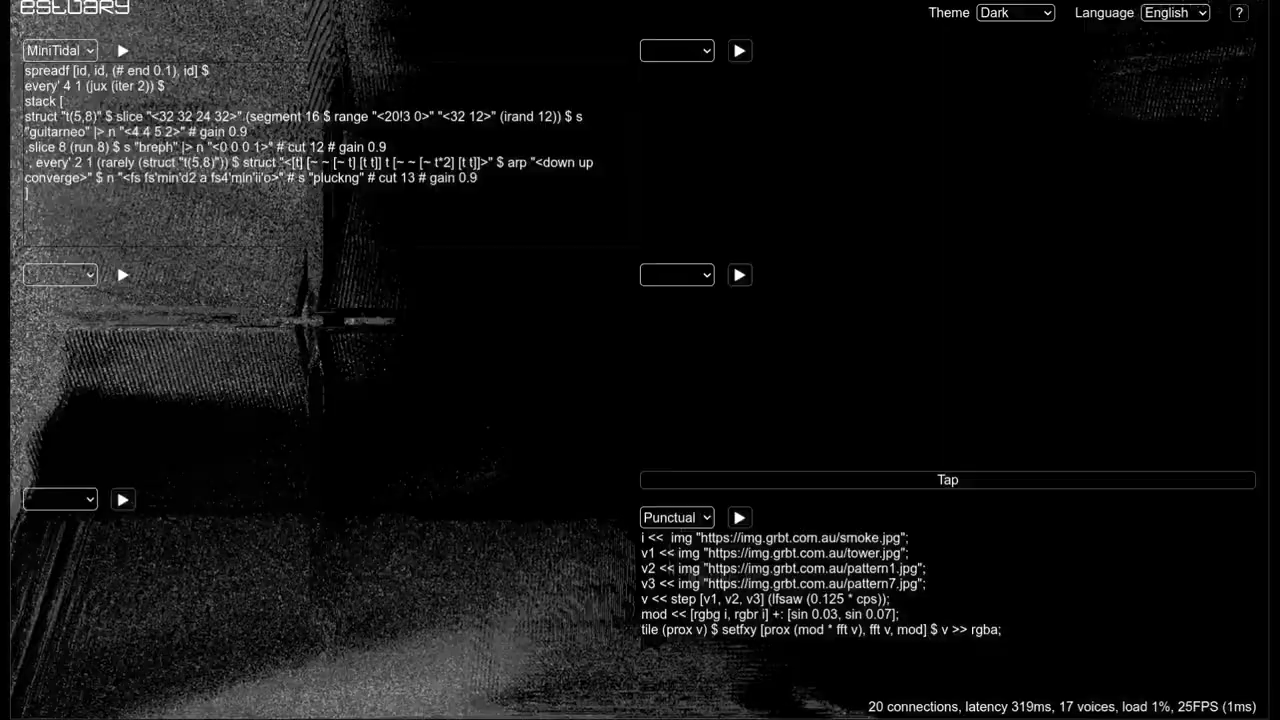 estuary
Theme Dark Language English ?
MiniTidal
spreadf [id, id, (# end 0.1), id] $
every' 4 1 (jux (iter 2)) $
stack [
struct "t(5,8)" $ slice "<32 32 24 32>" (segment 16 $ range "<20!3 0>" "<32 12>" (irand 12)) $ s
"guitarneo" |> n "<4 4 5 2>" # gain 0.9
,slice 8 (run 8) $ s "breph" |> n "<0 0 0 1>" # cut 12 # gain 0.9
, every' 2 1 (rarely (struct "t(5,8)")) $ struct "<[t] [~ ~ [~ t] [t t]] t [~ ~ [~ t*2] [t t]]>" $ arp "<down up
converge>" $ n "<fs fs'min'd2 a fs4'min'ii'o>" # s "pluckng" # cut 13 # gain 0.9
]
Tap
Punctual
i << img "https://img.grbt.com.au/smoke.jpg";
v1 << img "https://img.grbt.com.au/tower.jpg";
v2 << img "https://img.grbt.com.au/pattern1.jpg";
v3 << img "https://img.grbt.com.au/pattern7.jpg";
v << step [v1, v2, v3] (lfsaw (0.125 * cps));
mod << [rgbg i, rgbr i] +: [sin 0.03, sin 0.07];
tile (prox v) $ setfxy [prox (mod * fft v), fft v, mod] $ v >> rgba;
20 connections, latency 319ms, 17 voices, load 1%, 25FPS (1ms)